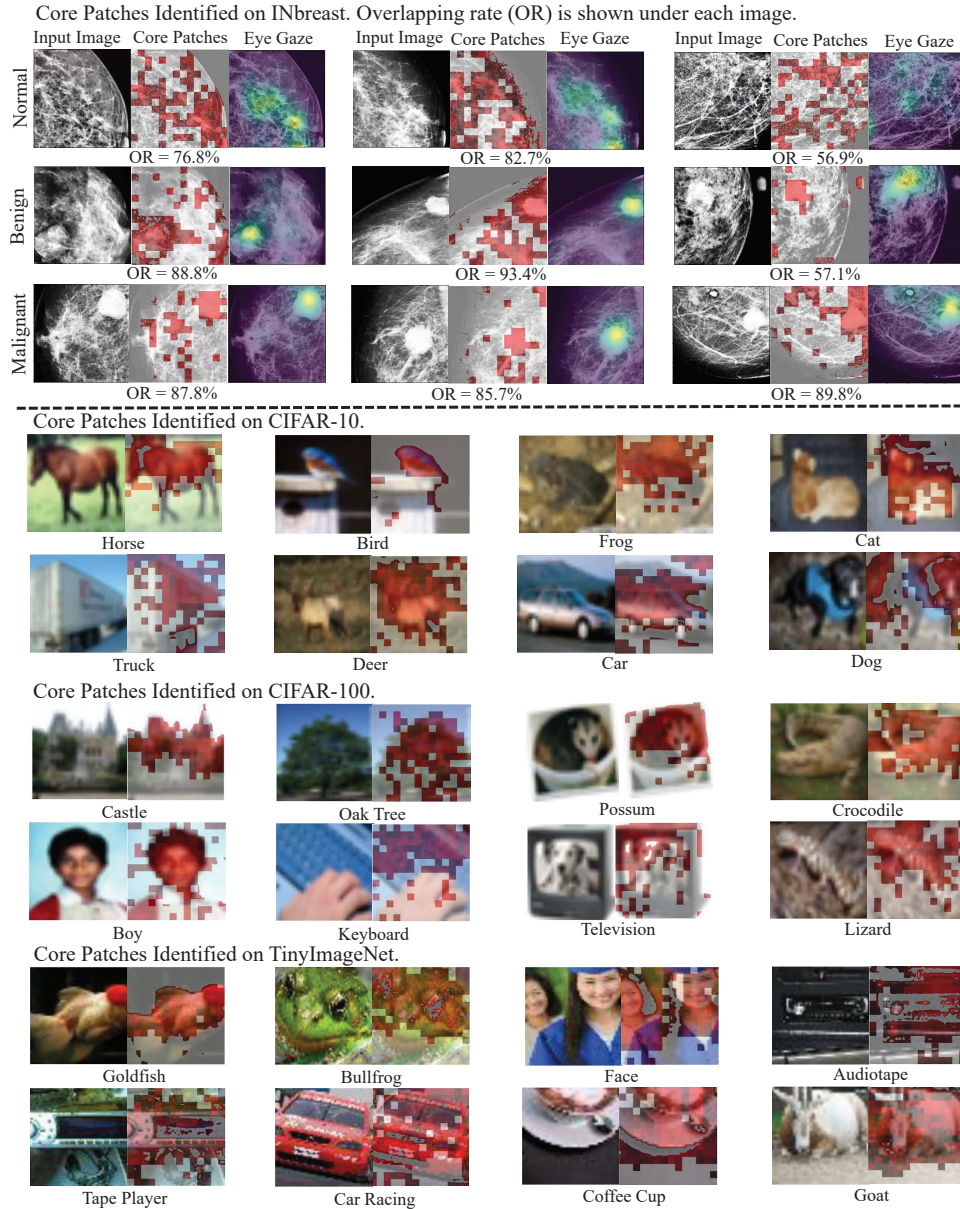 Core Patches Identified on INbreast. Overlapping rate (OR) is shown under each image.
Input Image Core Patches Eye Gaze Input Image Core Patches Eye Gaze Input Image Core Patches Eye Gaze
Normal
OR = 76.8% OR = 82.7% OR = 56.9%
Benign
OR = 88.8% OR = 93.4% OR = 57.1%
Malignant
OR = 87.8% OR = 85.7% OR = 89.8%
Core Patches Identified on CIFAR-10.
Horse Bird Frog Cat
Truck Deer Car Dog
Core Patches Identified on CIFAR-100.
Castle Oak Tree Possum Crocodile
Boy Keyboard Television Lizard
Core Patches Identified on TinyImageNet.
Goldfish Bullfrog Face Audiotape
Tape Player Car Racing Coffee Cup Goat